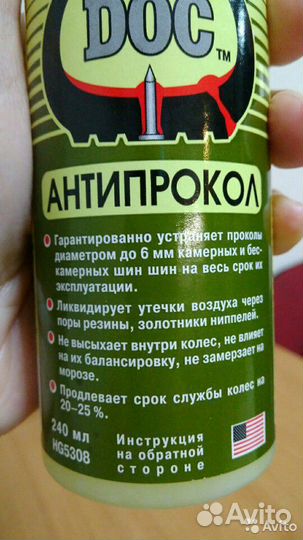 DOC™
АНТИПРОКОЛ
Гарантированно устраняет проколы
диаметром до 6 мм камерных и бес-
камерных шин шин на весь срок их
эксплуатации.
Ликвидирует утечки воздуха через
поры резины, золотники ниппелей.
Не высыхает внутри колес, не влияет
на их балансировку, не замерзает на
морозе.
Продлевает срок службы колес на
20–25 %.
240 мл
HG5308
Инструкция
на обратной
стороне
Avito
Avito